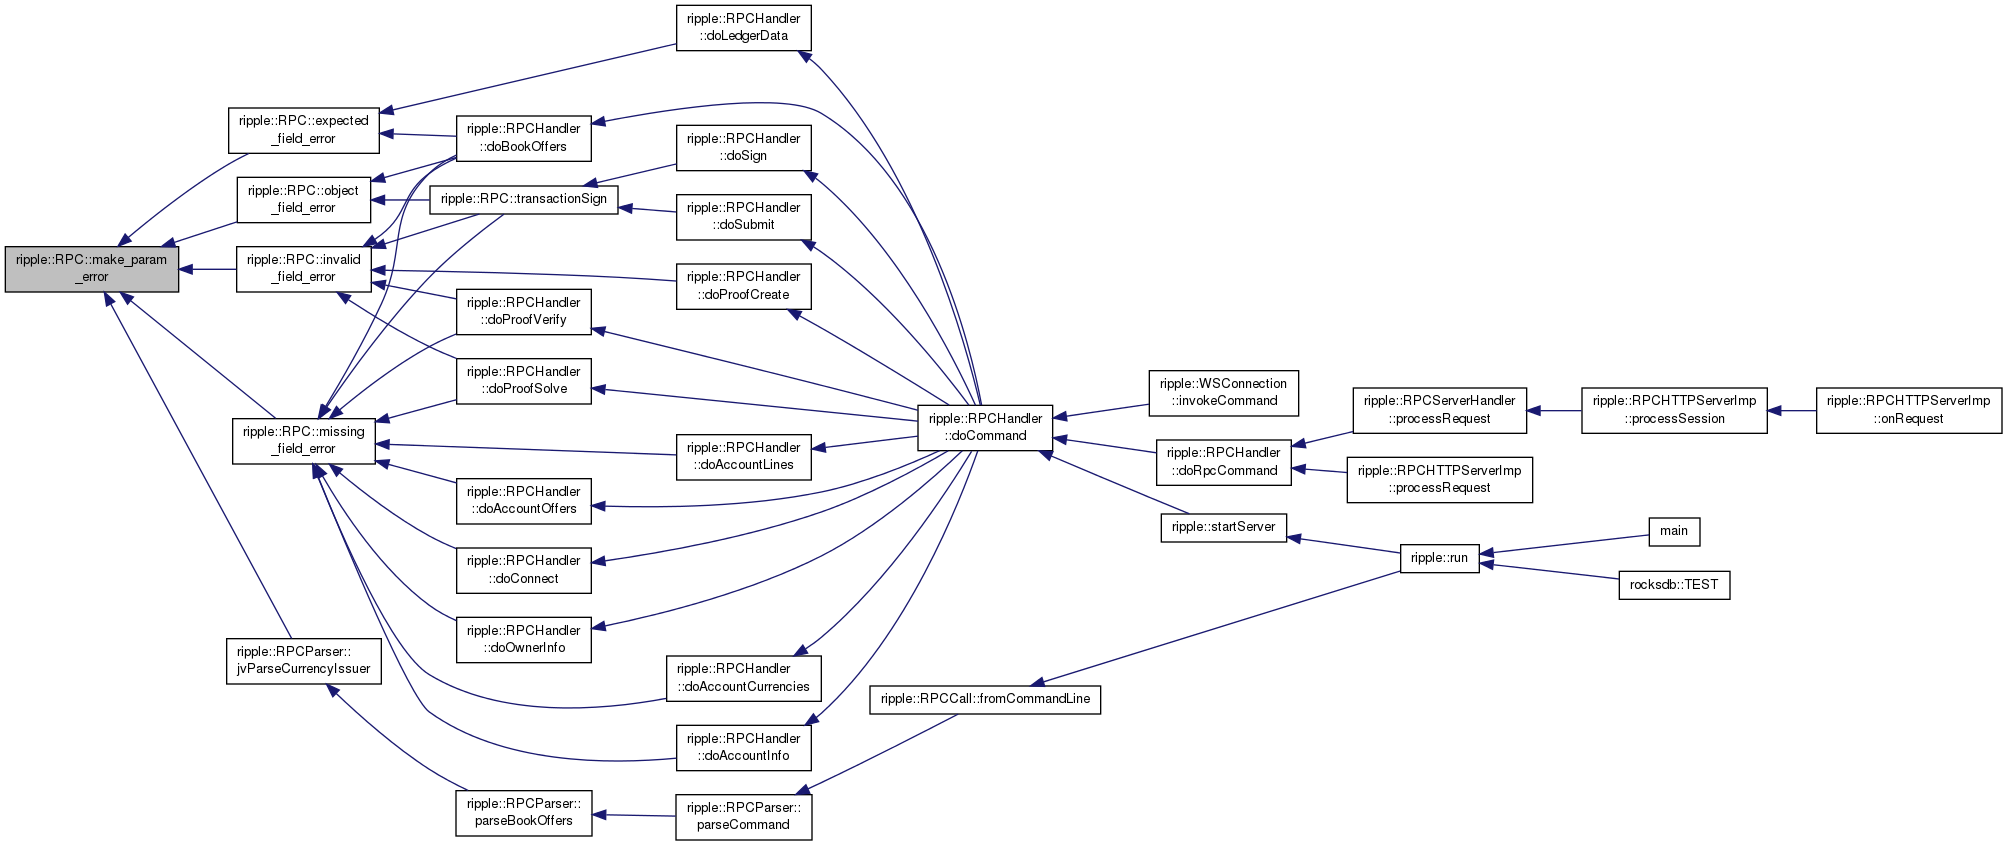 ripple::RPC::make_param
_error
ripple::RPC::expected
_field_error
ripple::RPC::object
_field_error
ripple::RPC::invalid
_field_error
ripple::RPC::missing
_field_error
ripple::RPCParser::
jvParseCurrencyIssuer
ripple::RPCHandler
::doBookOffers
ripple::RPC::transactionSign
ripple::RPCHandler
::doProofVerify
ripple::RPCHandler
::doProofSolve
ripple::RPCHandler
::doAccountOffers
ripple::RPCHandler
::doConnect
ripple::RPCHandler
::doOwnerInfo
ripple::RPCParser::
parseBookOffers
ripple::RPCHandler
::doLedgerData
ripple::RPCHandler
::doSign
ripple::RPCHandler
::doSubmit
ripple::RPCHandler
::doProofCreate
ripple::RPCHandler
::doAccountLines
ripple::RPCHandler
::doAccountCurrencies
ripple::RPCHandler
::doAccountInfo
ripple::RPCParser::
parseCommand
ripple::RPCHandler
::doCommand
ripple::RPCCall::fromCommandLine
ripple::WSConnection
::invokeCommand
ripple::RPCHandler
::doRpcCommand
ripple::startServer
ripple::RPCServerHandler
::processRequest
ripple::RPCHTTPServerImp
::processRequest
ripple::run
ripple::RPCHTTPServerImp
::processSession
main
rocksdb::TEST
ripple::RPCHTTPServerImp
::onRequest